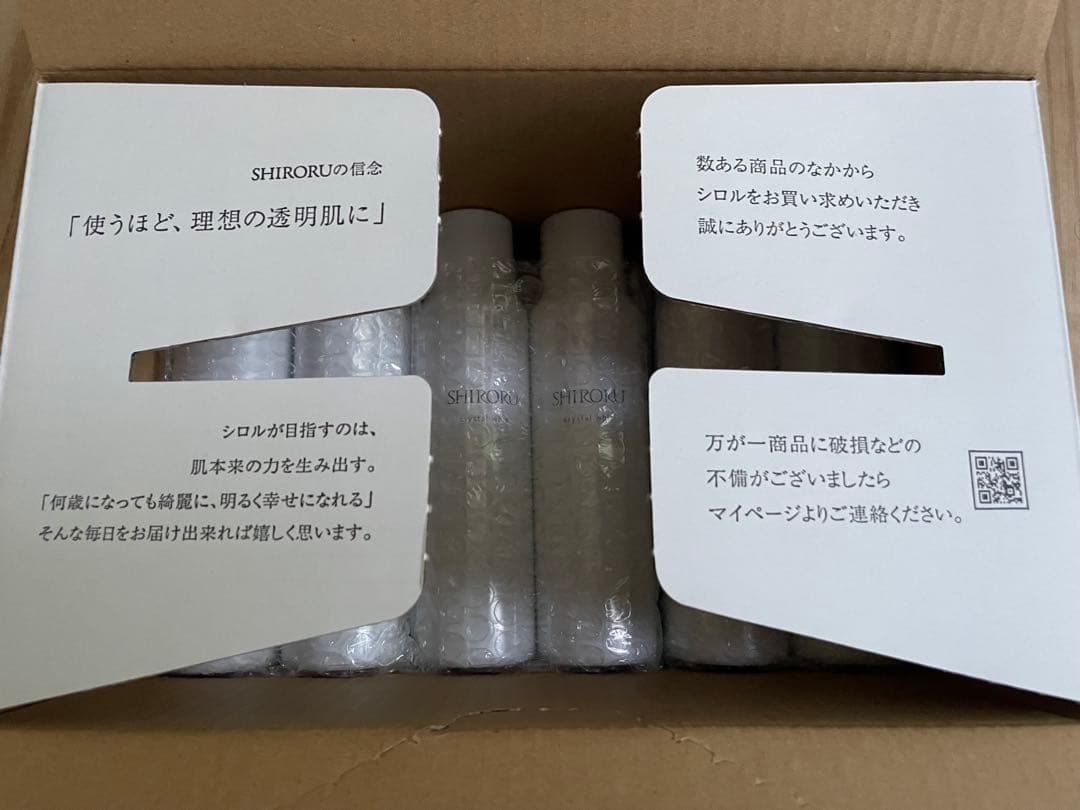 SHIRORUの信念
「使うほど、理想の透明肌に」
シロルが目指すのは、
肌本来の力を生み出す。
「何歳になっても綺麗に、明るく幸せになれる」
そんな毎日をお届け出来れば嬉しく思います。
SHIRORU
crystal
SHIRORU
crystal
数ある商品のなかから
シロルをお買い求めいただき
誠にありがとうございます。
万が一商品に破損などの
不備がございましたら
マイページよりご連絡ください。